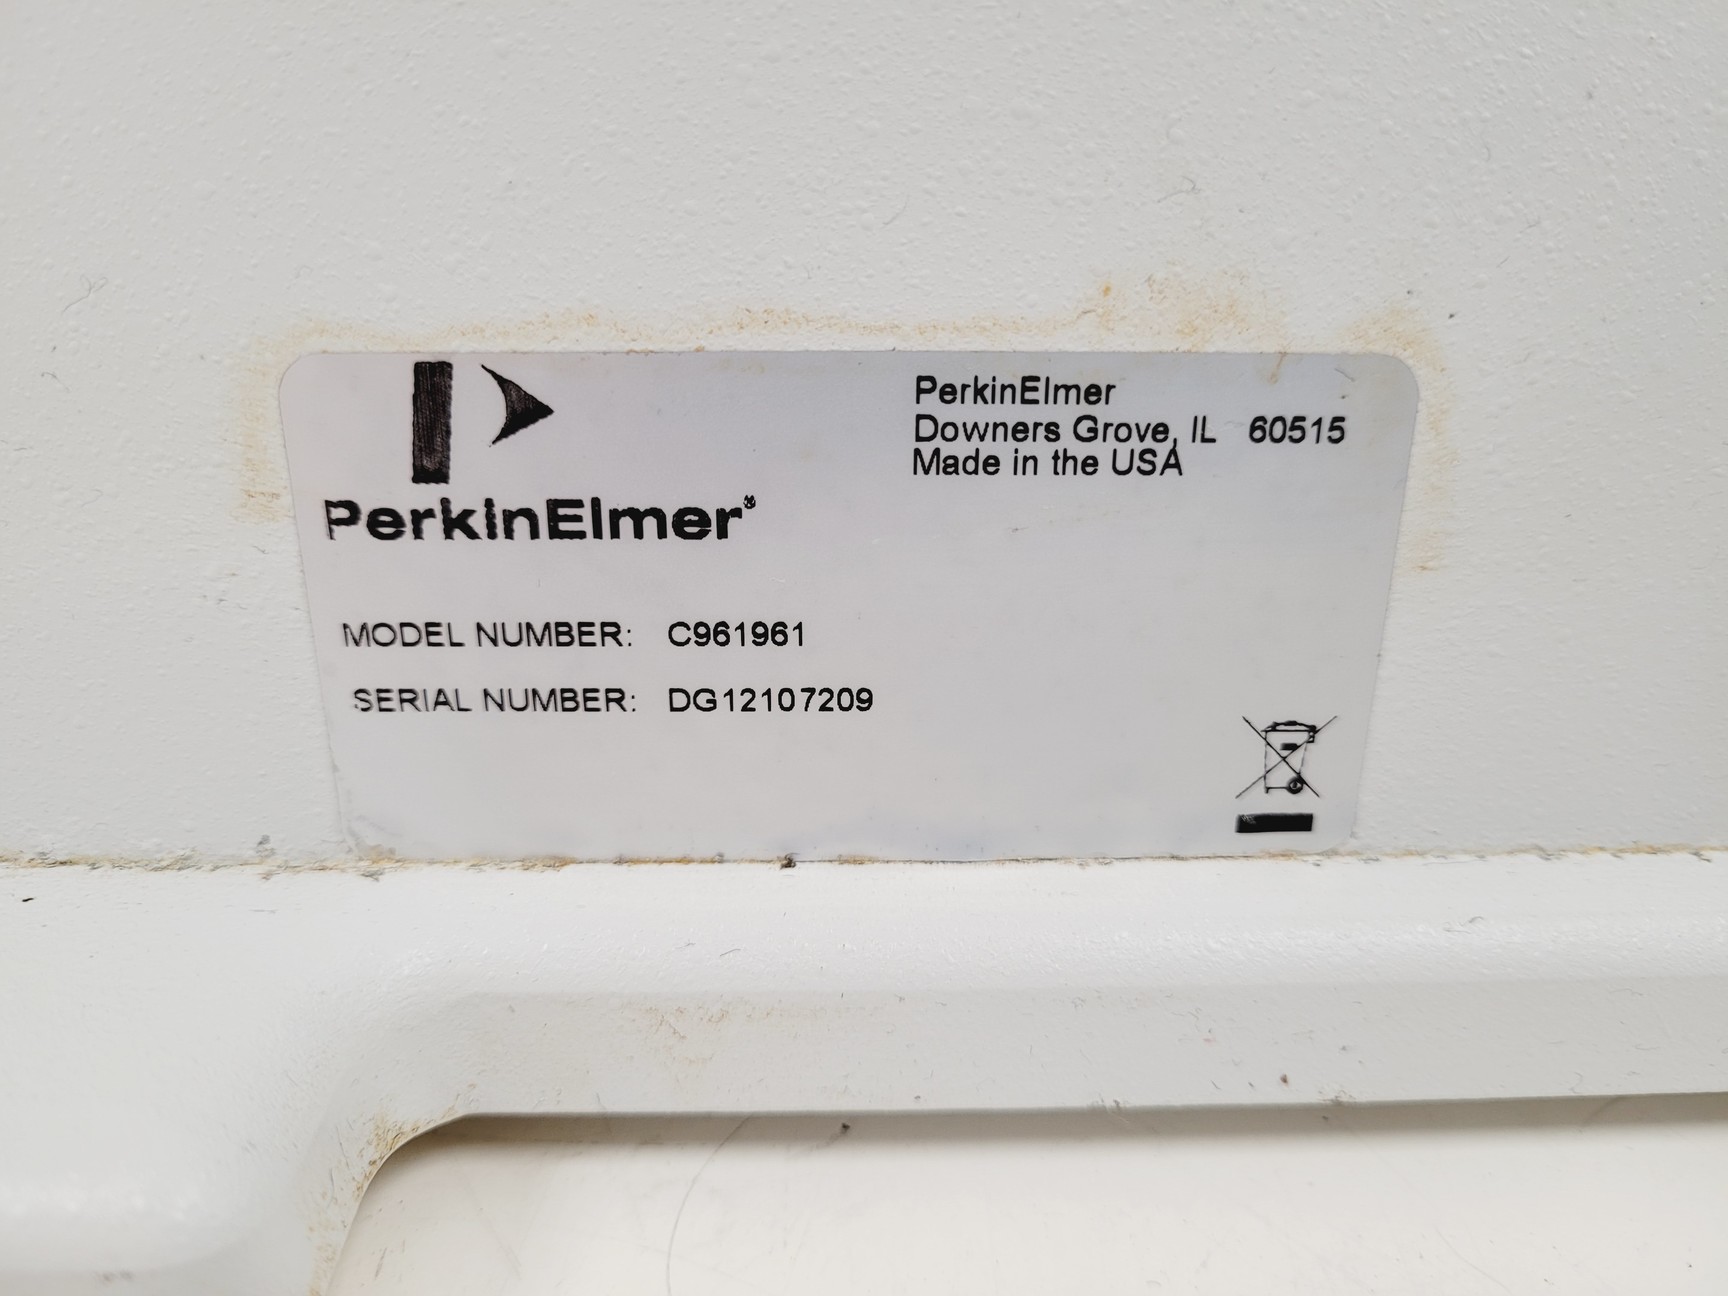 PerkinElmer
Downers Grove, IL 60515
Made in the USA
PerkinElmer®
MODEL NUMBER: C961961
SERIAL NUMBER: DG12107209